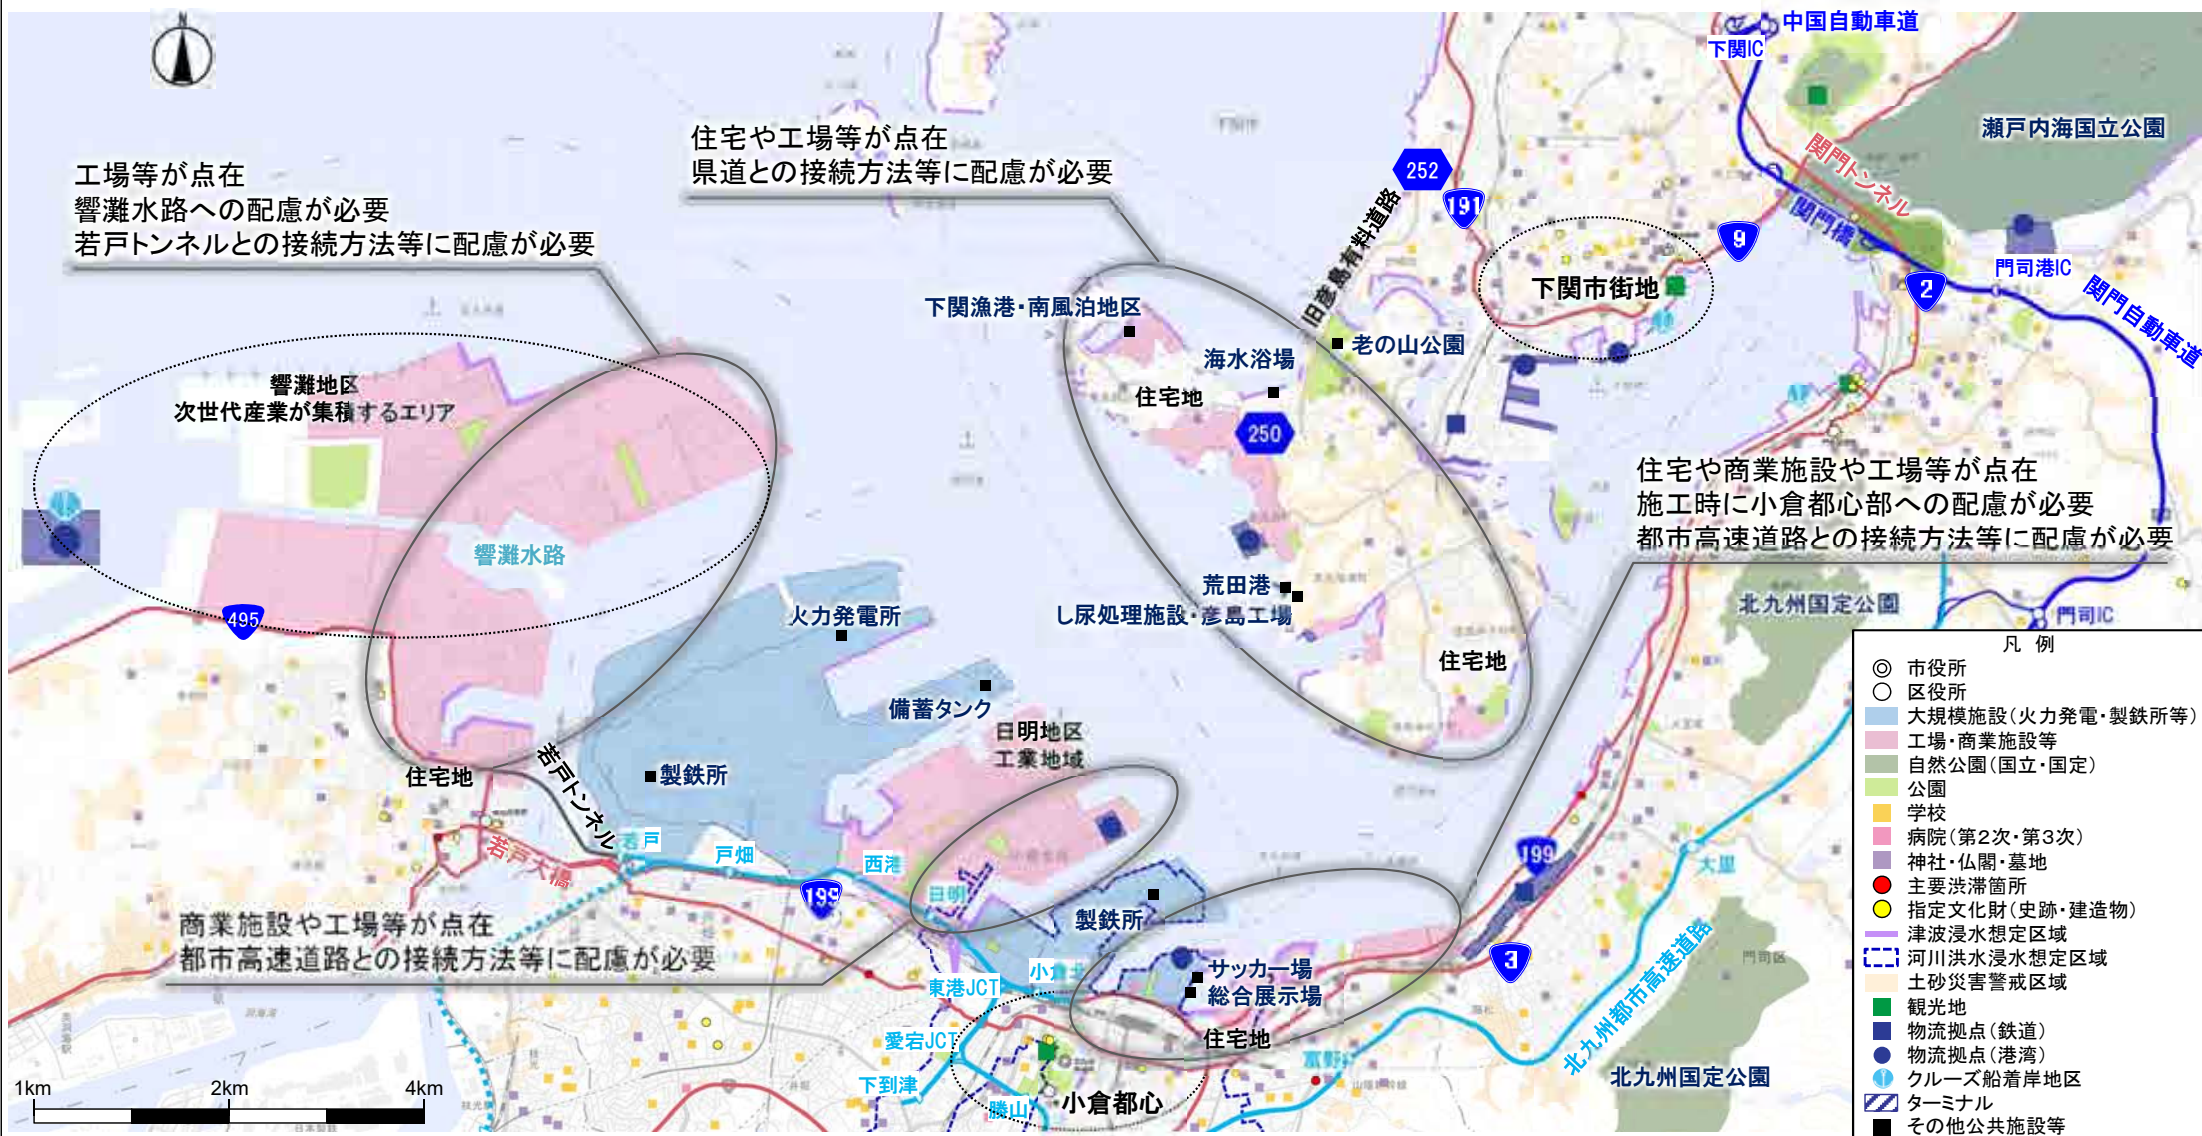 N
工場等が点在
響灘水路への配慮が必要
若戸トンネルとの接続方法等に配慮が必要
住宅や工場等が点在
県道との接続方法等に配慮が必要
252
191
9
2
中国自動車道
下関IC
瀬戸内海国立公園
関門トンネル
関門橋
門司港IC
関門自動車道
旧彦島有料道路
下関市街地
下関漁港・南風泊地区
海水浴場
老の山公園
住宅地
250
響灘地区
次世代産業が集積するエリア
響灘水路
495
火力発電所
荒田港
し尿処理施設・彦島工場
住宅地
備蓄タンク
日明地区
工業地域
住宅や商業施設や工場等が点在
施工時に小倉都心部への配慮が必要
都市高速道路との接続方法等に配慮が必要
北九州国定公園
門司IC
住宅地
若戸トンネル
製鉄所
若戸大橋
若戸
戸畑
西港
日明
199
199
大里
商業施設や工場等が点在
都市高速道路との接続方法等に配慮が必要
製鉄所
3
サッカー場
総合展示場
東港JCT
愛宕JCT
下到津
勝山
小倉都心
住宅地
富野
北九州都市高速道路
門司区
北九州国定公園
1km
2km
4km
凡 例
市役所
区役所
大規模施設(火力発電・製鉄所等)
工場・商業施設等
自然公園(国立・国定)
公園
学校
病院(第2次・第3次)
神社・仏閣・墓地
主要渋滞箇所
指定文化財(史跡・建造物)
津波浸水想定区域
河川洪水浸水想定区域
土砂災害警戒区域
観光地
物流拠点(鉄道)
物流拠点(港湾)
クルーズ船着岸地区
ターミナル
その他公共施設等